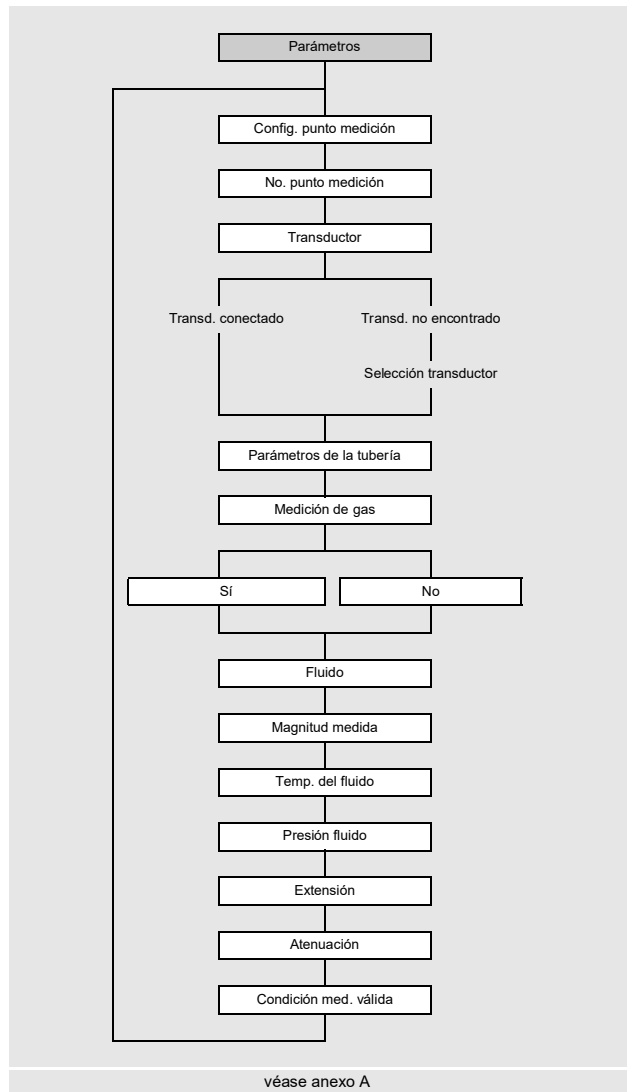 Parámetros
Config. punto medición
No. punto medición
Transductor
Transd. conectado
Transd. no encontrado
Selección transductor
Parámetros de la tubería
Medición de gas
Sí
No
Fluido
Magnitud medida
Temp. del fluido
Presión fluido
Extensión
Atenuación
Condición med. válida
véase anexo A